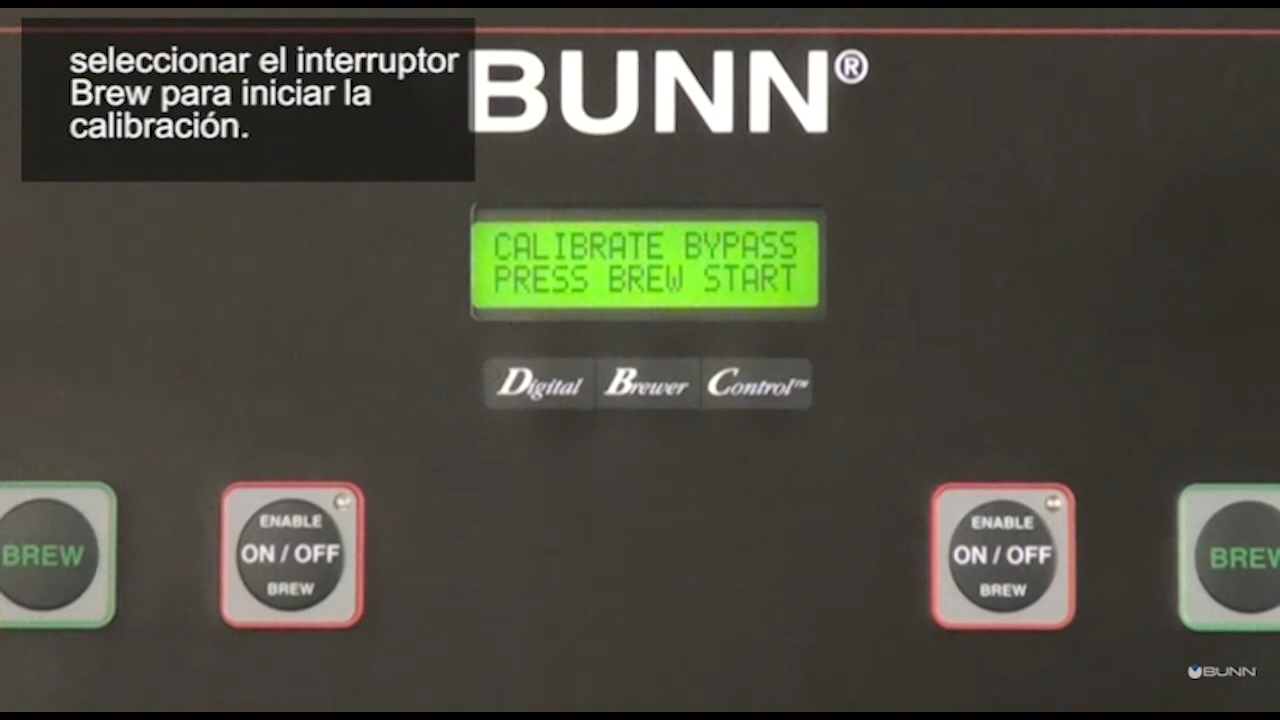 seleccionar el interruptor
Brew para iniciar la
calibración.
BUNN®
CALIBRATE BYPASS
PRESS BREW START
Digital Brewer Control™
BREW
ENABLE
ON / OFF
BREW
ENABLE
ON / OFF
BREW
BREW
BUNN